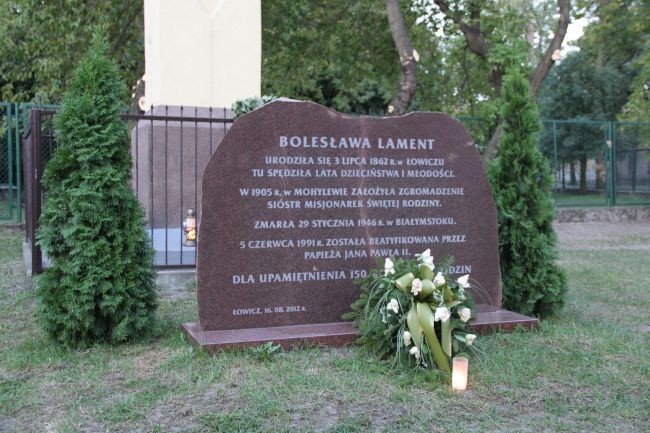 BOLESŁAWA LAMENT
URODZIŁA SIĘ 3 LIPCA 1862 R. W ŁOWICZU
TU SPĘDZIŁA LATA DZIECIŃSTWA I MŁODOŚCI.
W 1905 R. W MOHYLEWIE ZAŁOŻYŁA ZGROMADZENIE
SIÓSTR MISJONAREK ŚWIĘTEJ RODZINY.
ZMARŁA 29 STYCZNIA 1946 R. W BIAŁYMSTOKU.
5 CZERWCA 1991 R. ZOSTAŁA BEATYFIKOWANA PRZEZ
PAPIEŻA JANA PAWŁA II.
DLA UPAMIĘTNIENIA 150
ŁOWICZ, 16.08.2012 R.